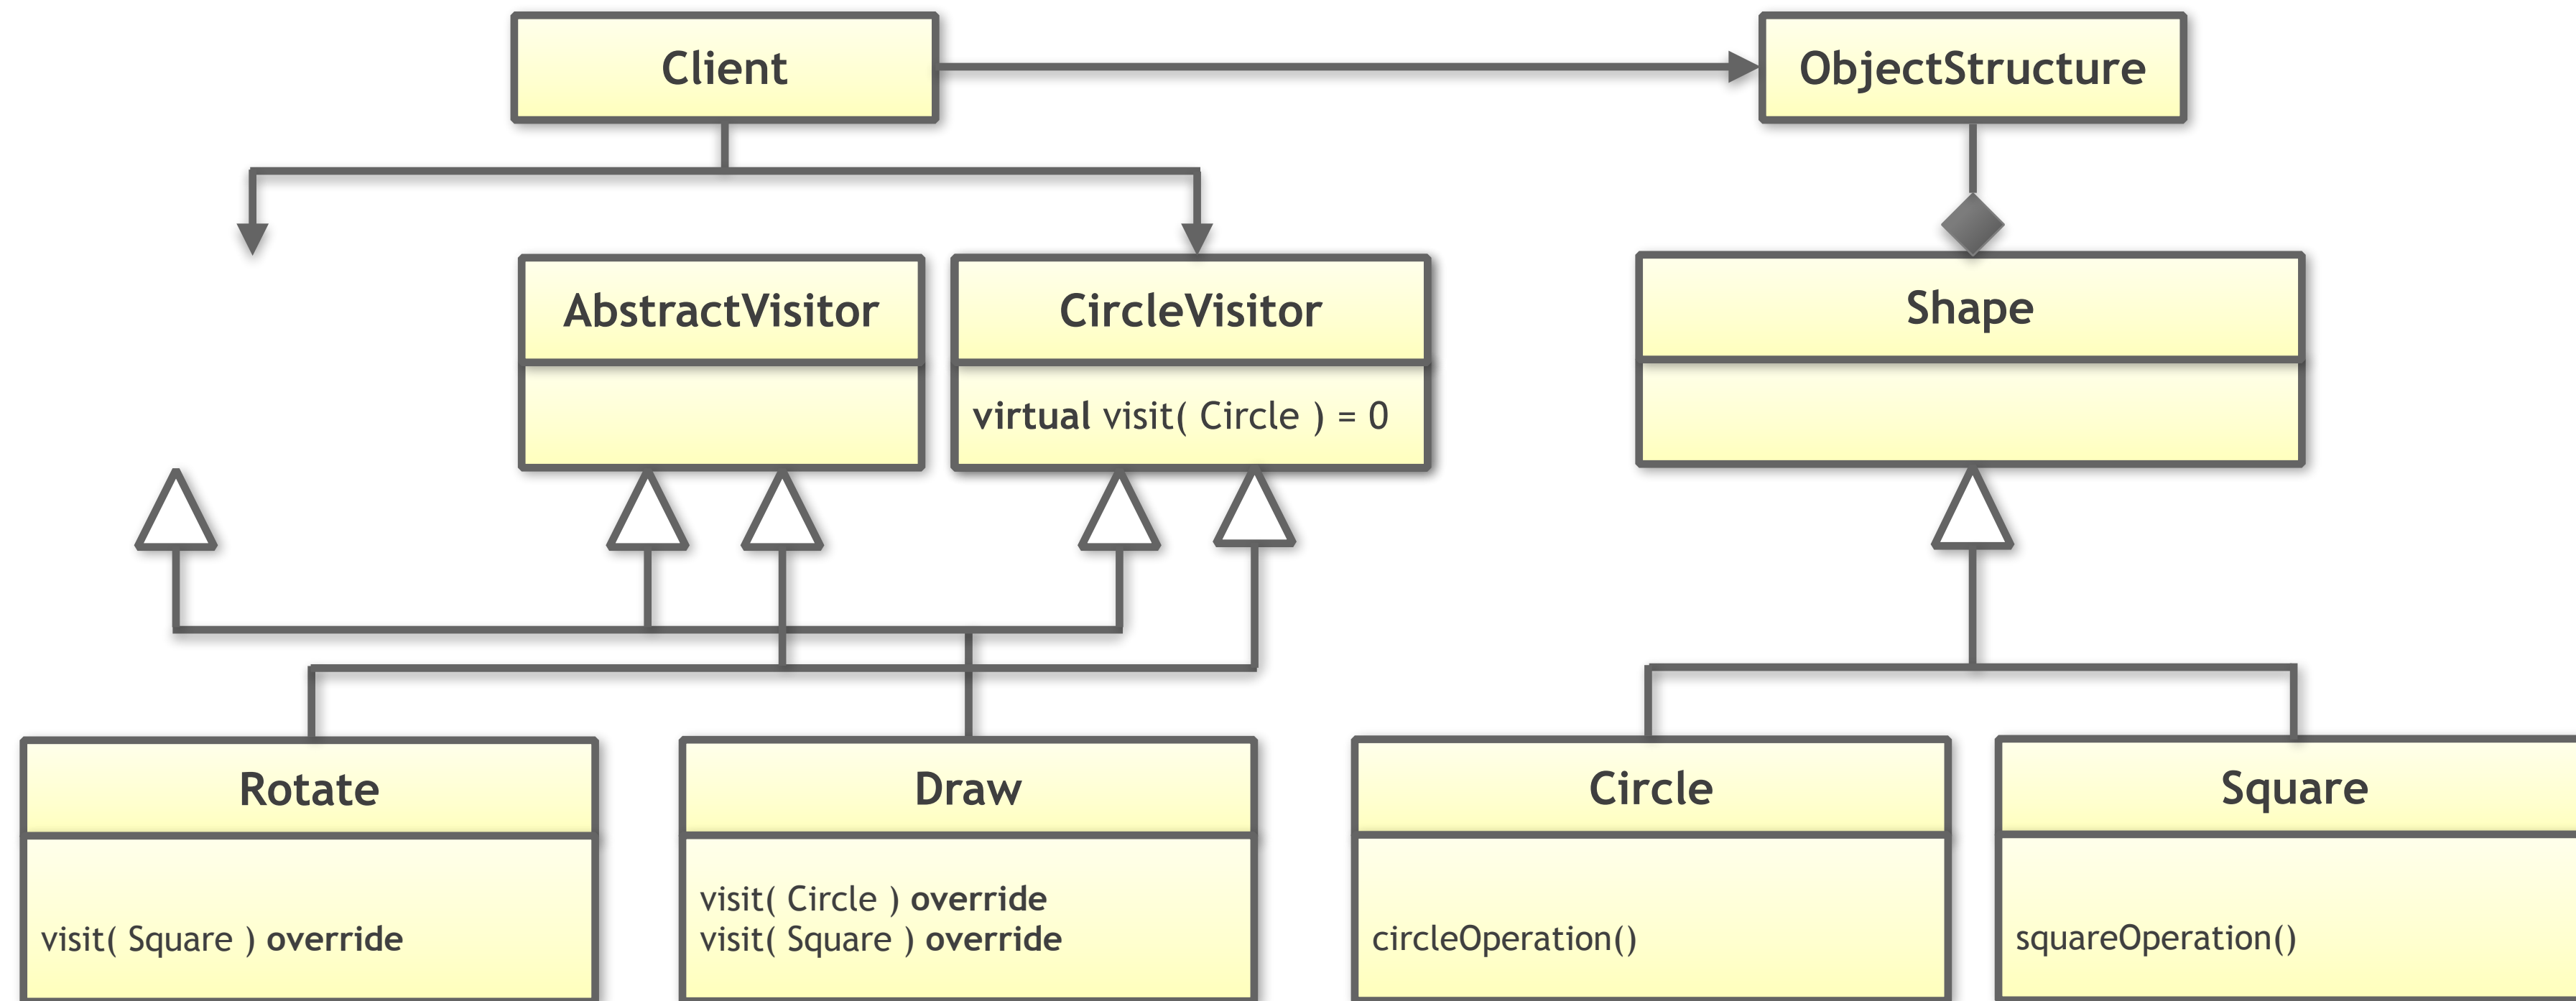 Client
ObjectStructure
AbstractVisitor
CircleVisitor
Shape
virtual visit( Circle ) = 0
Rotate
Draw
Circle
Square
visit( Circle ) override
visit( Square ) override
visit( Square ) override
circleOperation()
squareOperation()